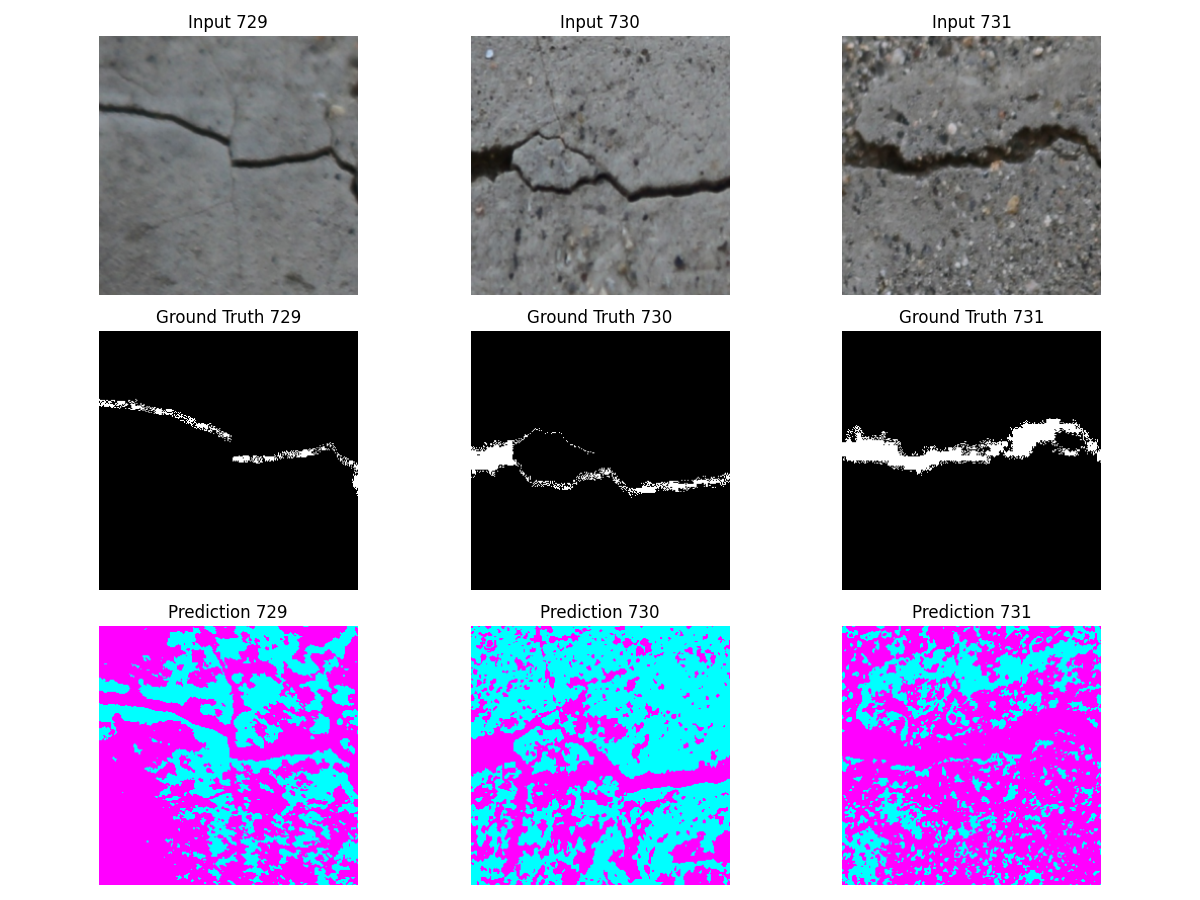 Input 729
Input 730
Input 731
Ground Truth 729
Ground Truth 730
Ground Truth 731
Prediction 729
Prediction 730
Prediction 731